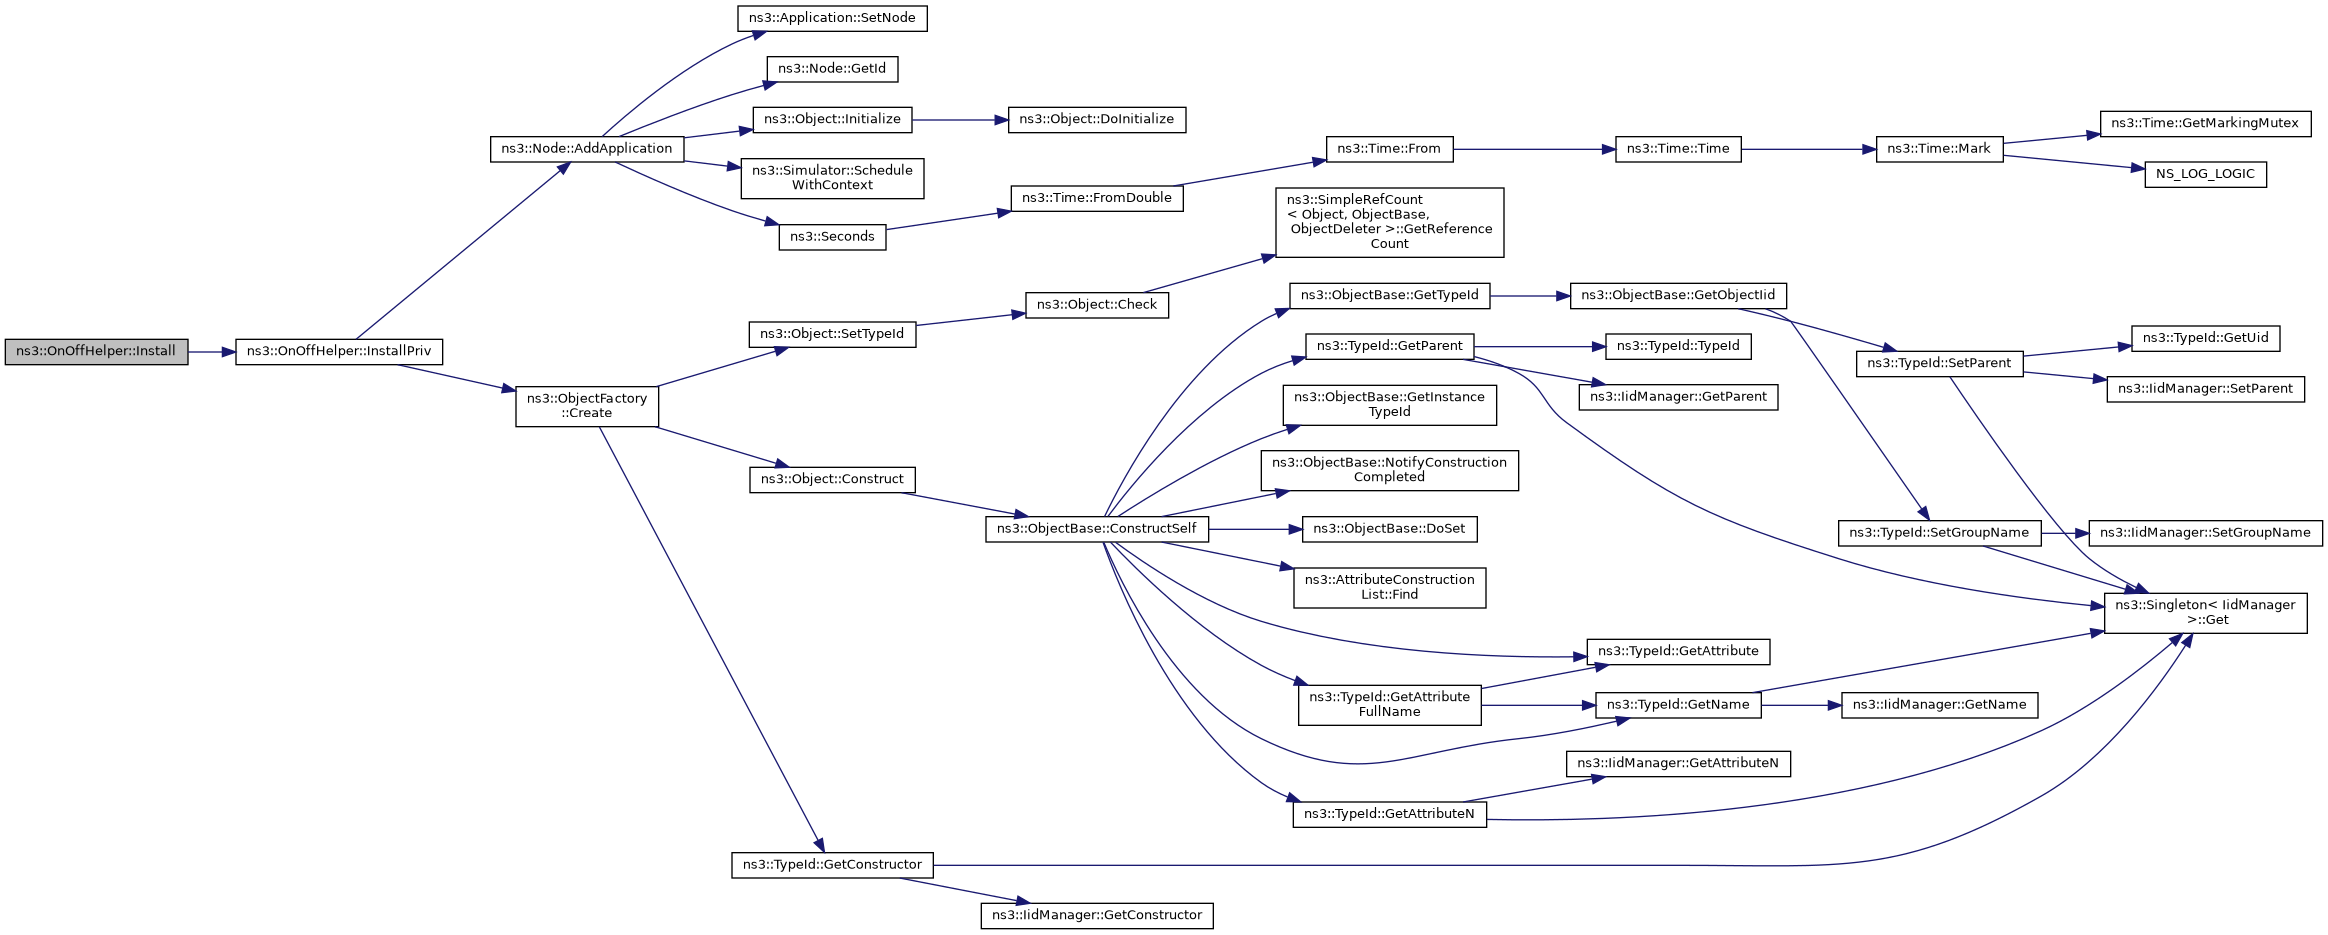 ns3::OnOffHelper::Install
ns3::OnOffHelper::InstallPriv
ns3::Node::AddApplication
ns3::Application::SetNode
ns3::Node::GetId
ns3::Object::Initialize
ns3::Object::DoInitialize
ns3::Simulator::Schedule
WithContext
ns3::Seconds
ns3::Time::FromDouble
ns3::Time::From
ns3::Time::Time
ns3::Time::Mark
ns3::Time::GetMarkingMutex
NS_LOG_LOGIC
ns3::ObjectFactory
::Create
ns3::Object::SetTypeId
ns3::Object::Check
ns3::SimpleRefCount
< Object, ObjectBase,
ObjectDeleter >::GetReference
Count
ns3::Object::Construct
ns3::ObjectBase::ConstructSelf
ns3::ObjectBase::GetTypeId
ns3::ObjectBase::GetObjectIid
ns3::TypeId::SetParent
ns3::TypeId::GetUid
ns3::IidManager::SetParent
ns3::TypeId::GetParent
ns3::TypeId::TypeId
ns3::IidManager::GetParent
ns3::ObjectBase::GetInstance
TypeId
ns3::ObjectBase::NotifyConstruction
Completed
ns3::ObjectBase::DoSet
ns3::AttributeConstruction
List::Find
ns3::TypeId::SetGroupName
ns3::IidManager::SetGroupName
ns3::Singleton< IidManager
>::Get
ns3::TypeId::GetAttribute
ns3::TypeId::GetAttribute
FullName
ns3::TypeId::GetName
ns3::IidManager::GetName
ns3::IidManager::GetAttributeN
ns3::TypeId::GetAttributeN
ns3::TypeId::GetConstructor
ns3::IidManager::GetConstructor